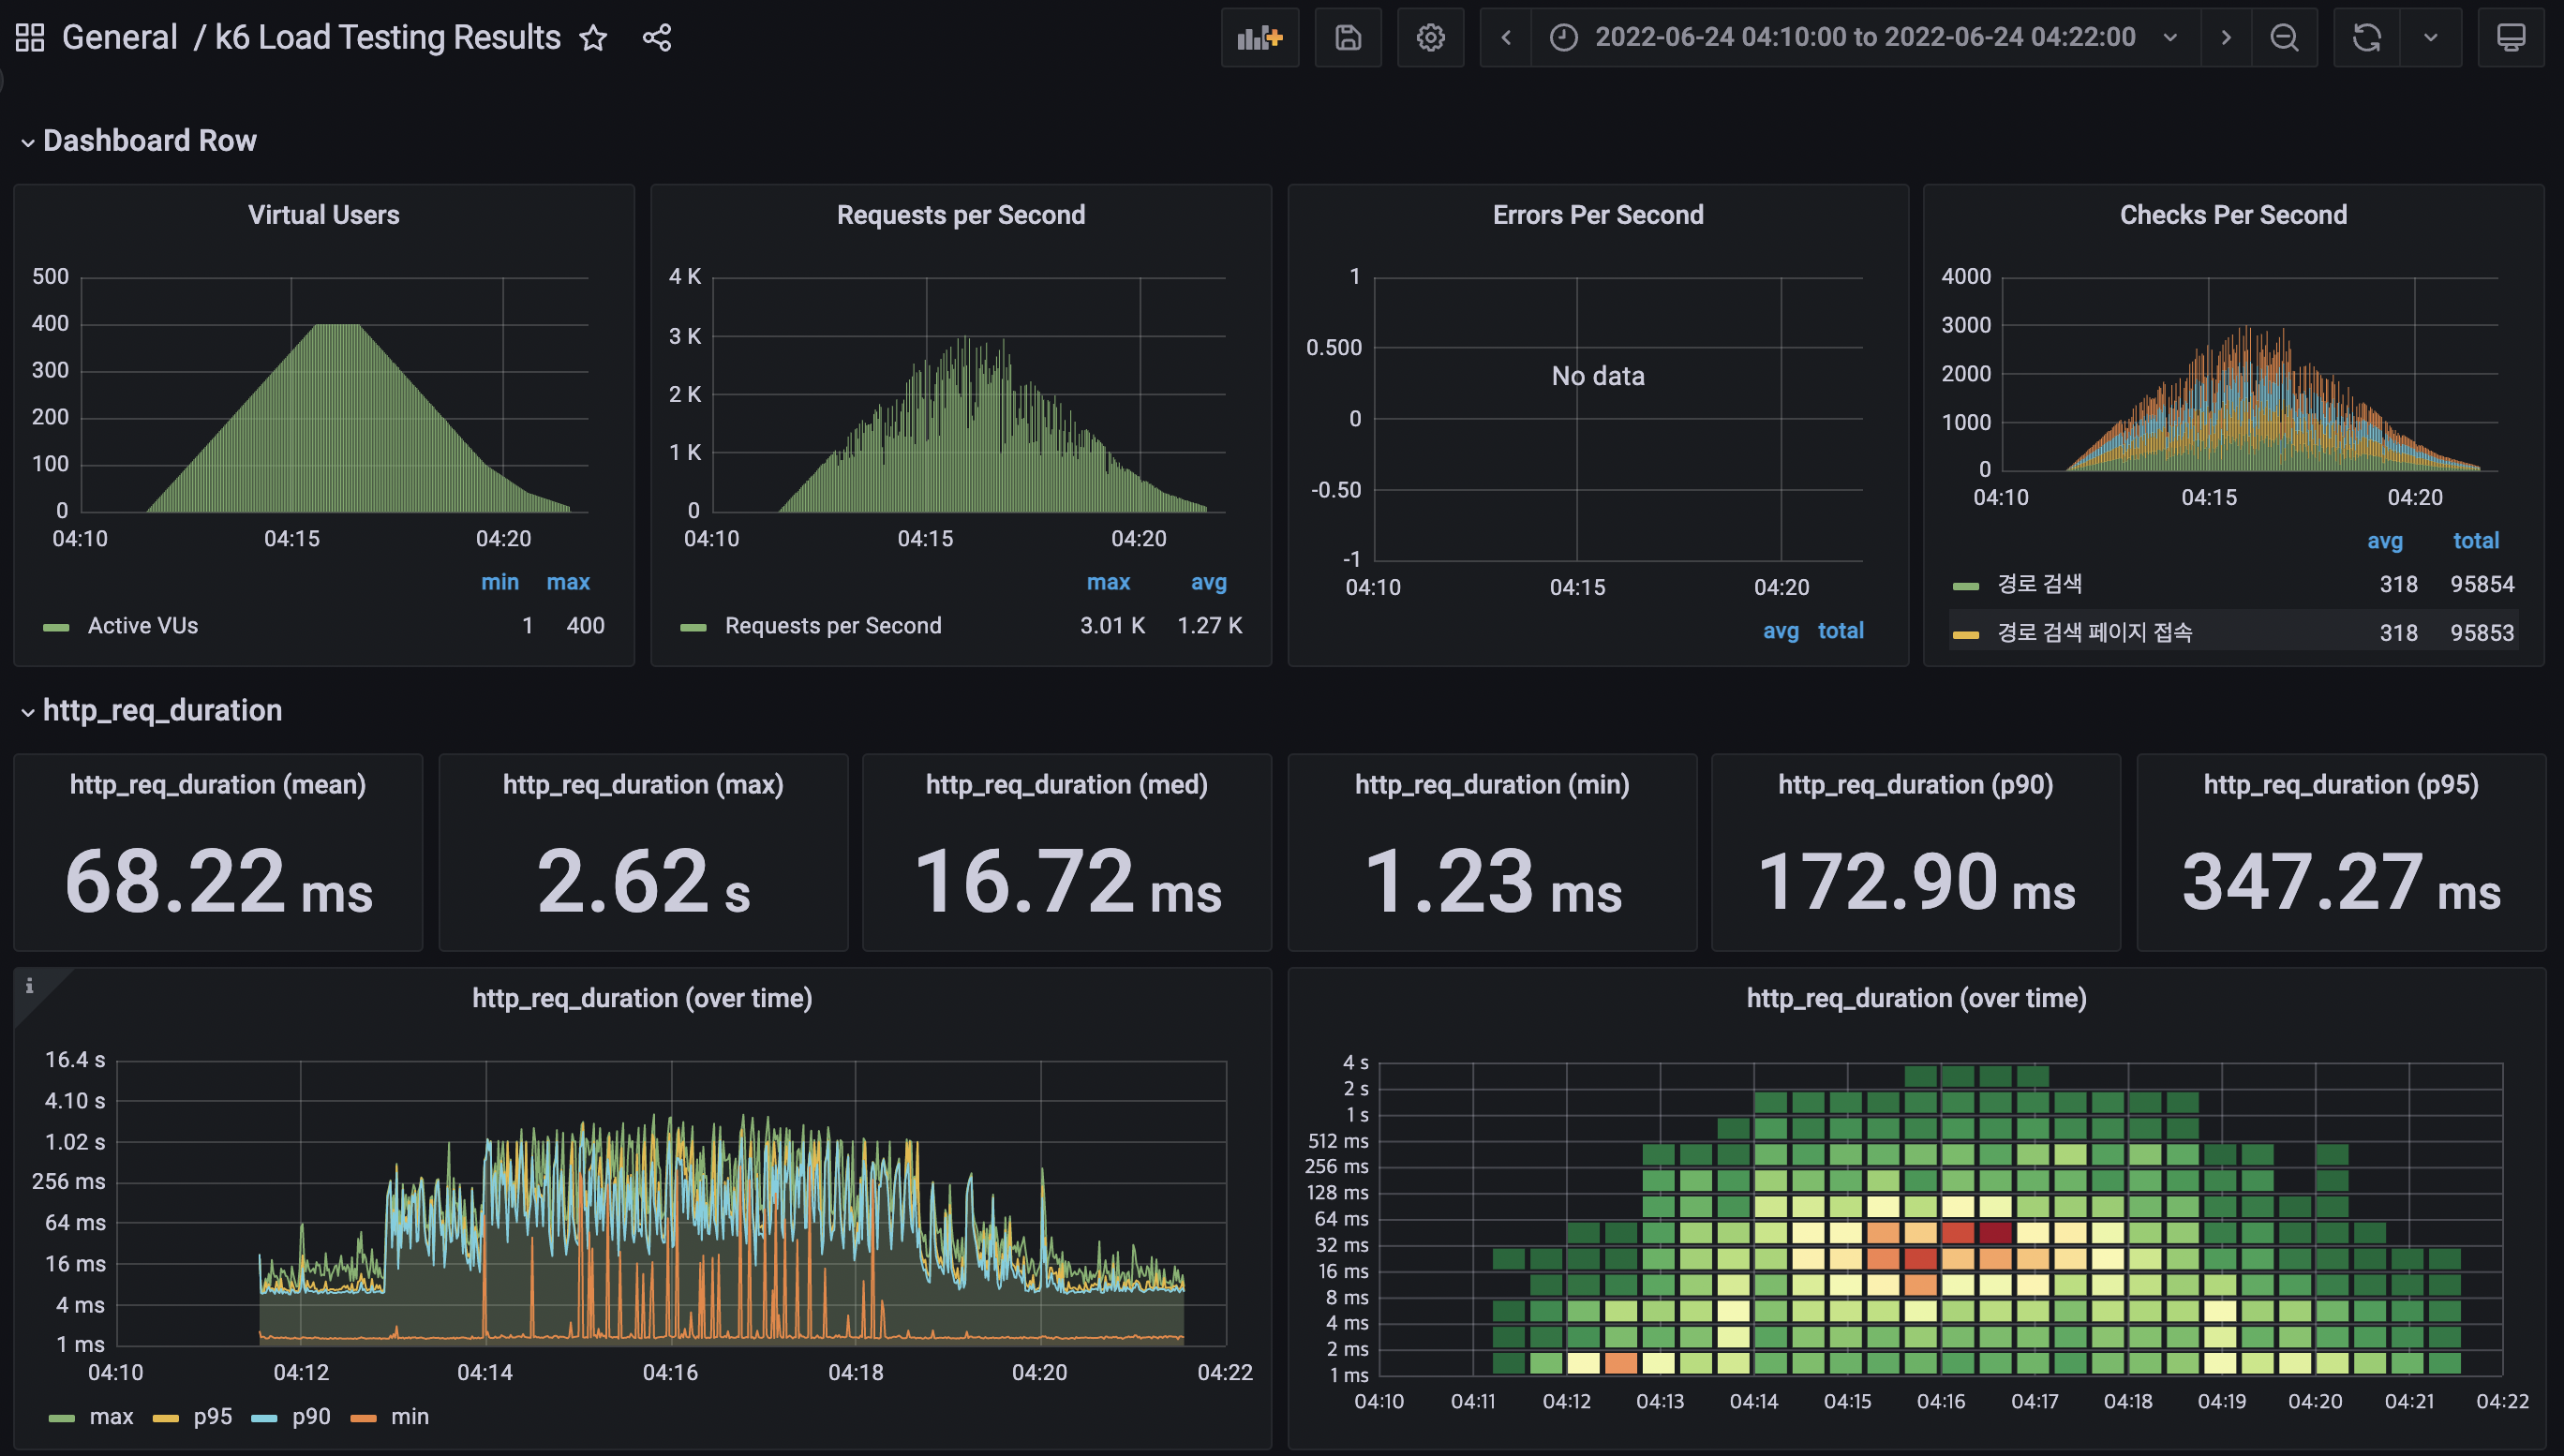 General / k6 Load Testing Results
2022-06-24 04:10:00 to 2022-06-24 04:22:00
Dashboard Row
Virtual Users
500
400
300
200
100
0
04:10 04:15 04:20
min max
Active VUs 1 400
Requests per Second
4 K
3 K
2 K
1 K
0
04:10 04:15 04:20
max avg
Requests per Second 3.01 K 1.27 K
Errors Per Second
1
0.500
0
-0.50
-1
No data
04:10 04:15 04:20
avg total
Checks Per Second
4000
3000
2000
1000
0
04:10 04:15 04:20
avg total
경로 검색 318 95854
경로 검색 페이지 접속 318 95853
http_req_duration
http_req_duration (mean)
68.22 ms
http_req_duration (max)
2.62 s
http_req_duration (med)
16.72 ms
http_req_duration (min)
1.23 ms
http_req_duration (p90)
172.90 ms
http_req_duration (p95)
347.27 ms
i
http_req_duration (over time)
16.4 s
4.10 s
1.02 s
256 ms
64 ms
16 ms
4 ms
1 ms
04:10 04:12 04:14 04:16 04:18 04:20 04:22
max p95 p90 min
http_req_duration (over time)
4 s
2 s
1 s
512 ms
256 ms
128 ms
64 ms
32 ms
16 ms
8 ms
4 ms
2 ms
1 ms
04:10 04:11 04:12 04:13 04:14 04:15 04:16 04:17 04:18 04:19 04:20 04:21 04:22